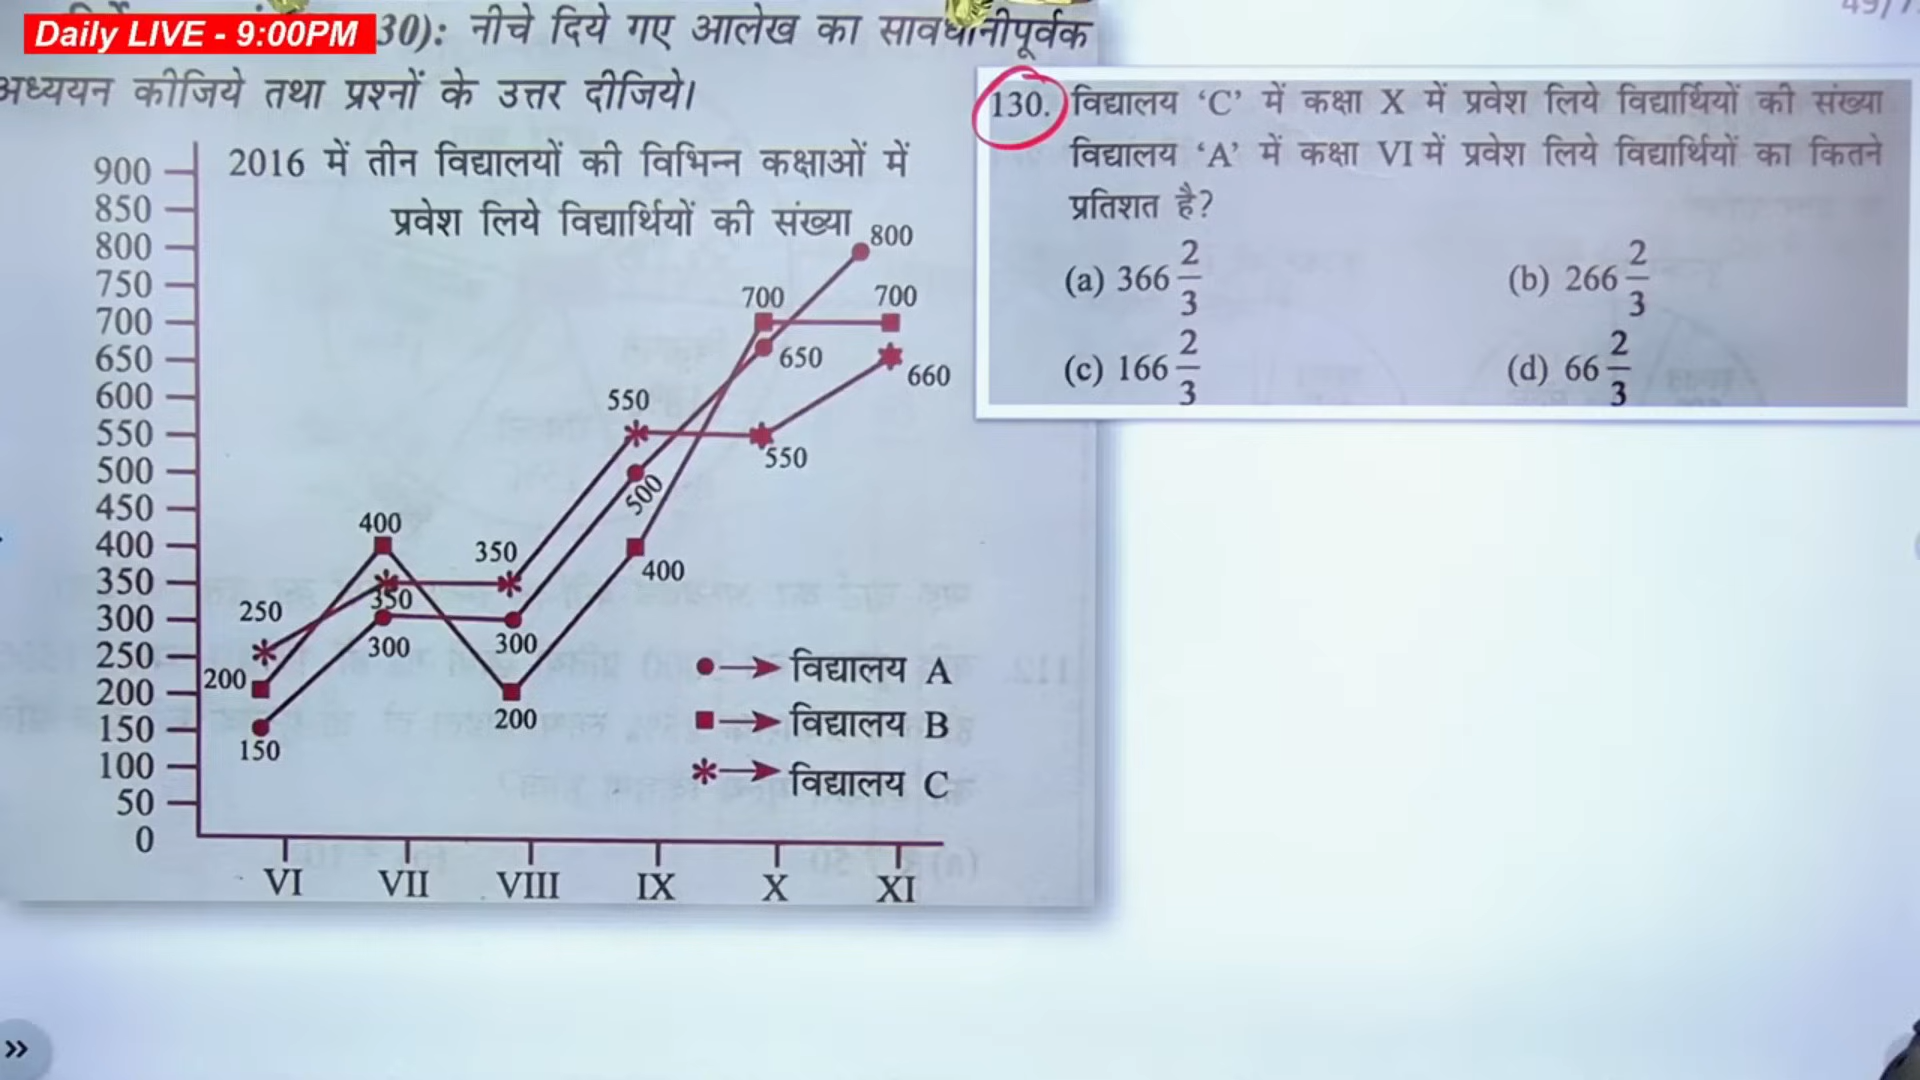 Daily LIVE - 9:00PM
30): नीचे दिये गए आलेख का सावधानीपूर्वक
अध्ययन कीजिये तथा प्रश्नों के उत्तर दीजिये।
2016 में तीन विद्यालयों की विभिन्न कक्षाओं में
प्रवेश लिये विद्यार्थियों की संख्या
900
850
800
750
700
650
600
550
500
450
400
350
300
250
200
150
100
50
0
250
200
150
400
350
300
350
300
200
550
500
400
700
650
550
800
700
660
विद्यालय A
विद्यालय B
विद्यालय C
VI VII VIII IX X XI
130. विद्यालय ‘C’ में कक्षा X में प्रवेश लिये विद्यार्थियों की संख्या
विद्यालय ‘A’ में कक्षा VI में प्रवेश लिये विद्यार्थियों का कितने
प्रतिशत है?
(a) 366 2/3 (b) 266 2/3
(c) 166 2/3 (d) 66 2/3